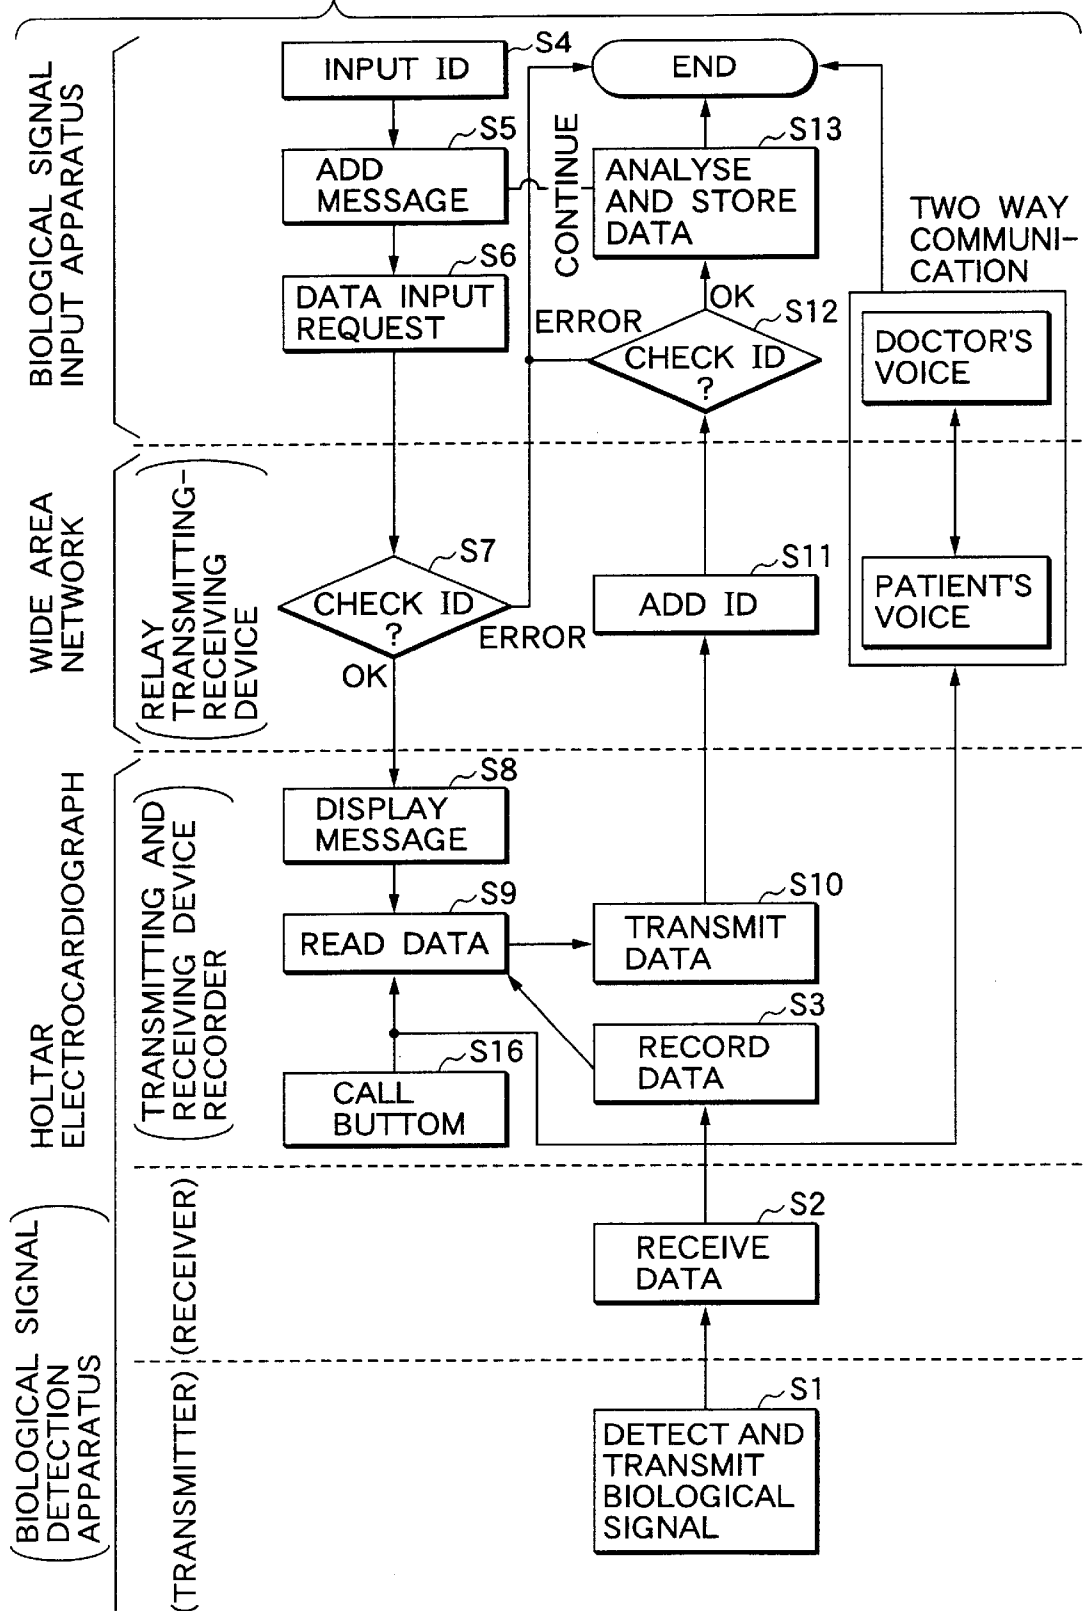 BIOLOGICAL SIGNAL
INPUT APPARATUS
INPUT ID
S4
END
S5
ADD
MESSAGE
CONTINUE
S13
ANALYSE
AND STORE
DATA
TWO WAY
COMMUNI-
CATION
S6
DATA INPUT
REQUEST
OK
S12
ERROR
CHECK ID
?
DOCTOR'S
VOICE
WIDE AREA
NETWORK
(RELAY
TRANSMITTING-
RECEIVING
DEVICE)
S7
CHECK ID
?
ERROR
OK
S11
ADD ID
PATIENT'S
VOICE
HOLTAR
ELECTROCARDIOGRAPH
(TRANSMITTING AND
RECEIVING DEVICE
RECORDER)
S8
DISPLAY
MESSAGE
S9
READ DATA
S10
TRANSMIT
DATA
S3
RECORD
DATA
S16
CALL
BUTTOM
(BIOLOGICAL SIGNAL
DETECTION
APPARATUS)
(RECEIVER)
S2
RECEIVE
DATA
(TRANSMITTER)
S1
DETECT AND
TRANSMIT
BIOLOGICAL
SIGNAL